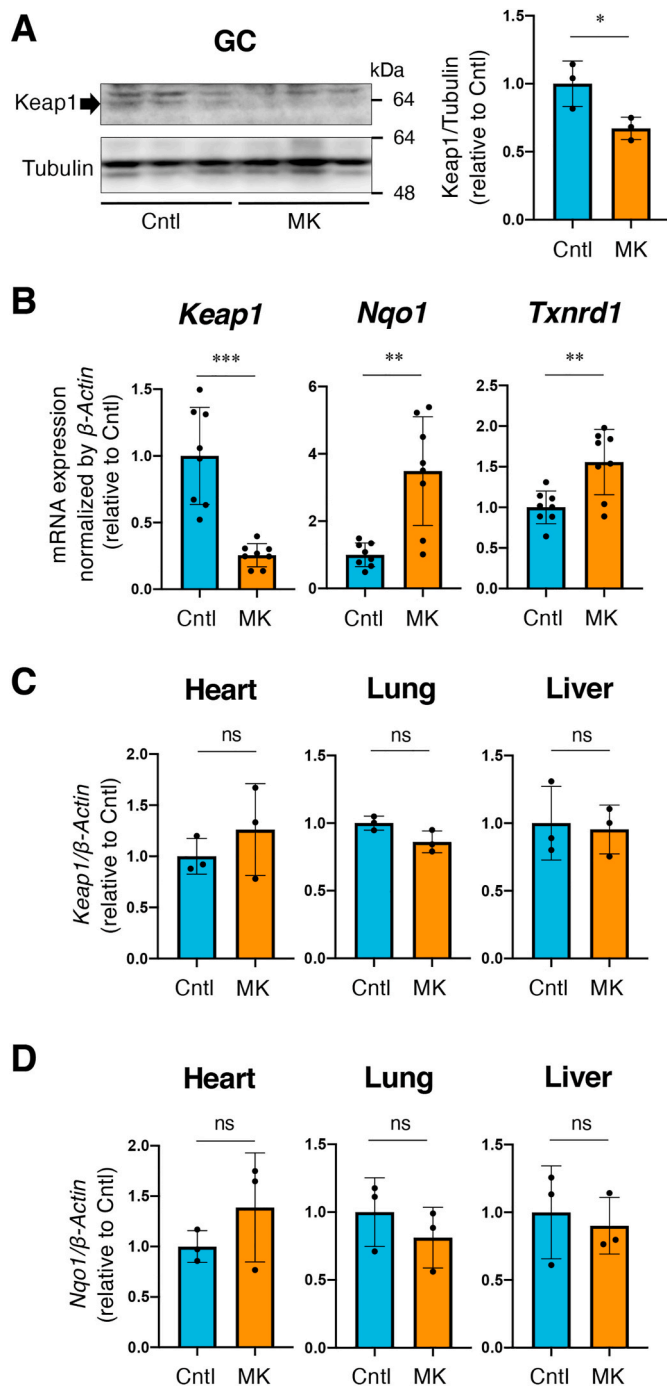 A
GC
kDa
Keap1
64
64
Tubulin
48
Cntl MK
Keap1/Tubulin
(relative to Cntl)
*
1.5
1.0
0.5
0.0
Cntl MK
B
Keap1 Nqo1 Txnrd1
mRNA expression
normalized by β-Actin
(relative to Cntl)
***
1.5
1.0
0.5
0.0
Cntl MK
**
6
4
2
0
Cntl MK
**
2.5
2.0
1.5
1.0
0.5
0.0
Cntl MK
C
Heart Lung Liver
Keap1/β-Actin
(relative to Cntl)
ns
2.0
1.5
1.0
0.5
0.0
Cntl MK
ns
1.5
1.0
0.5
0.0
Cntl MK
ns
1.5
1.0
0.5
0.0
Cntl MK
D
Heart Lung Liver
Nqo1/β-Actin
(relative to Cntl)
ns
2.0
1.5
1.0
0.5
0.0
Cntl MK
ns
1.5
1.0
0.5
0.0
Cntl MK
ns
1.5
1.0
0.5
0.0
Cntl MK